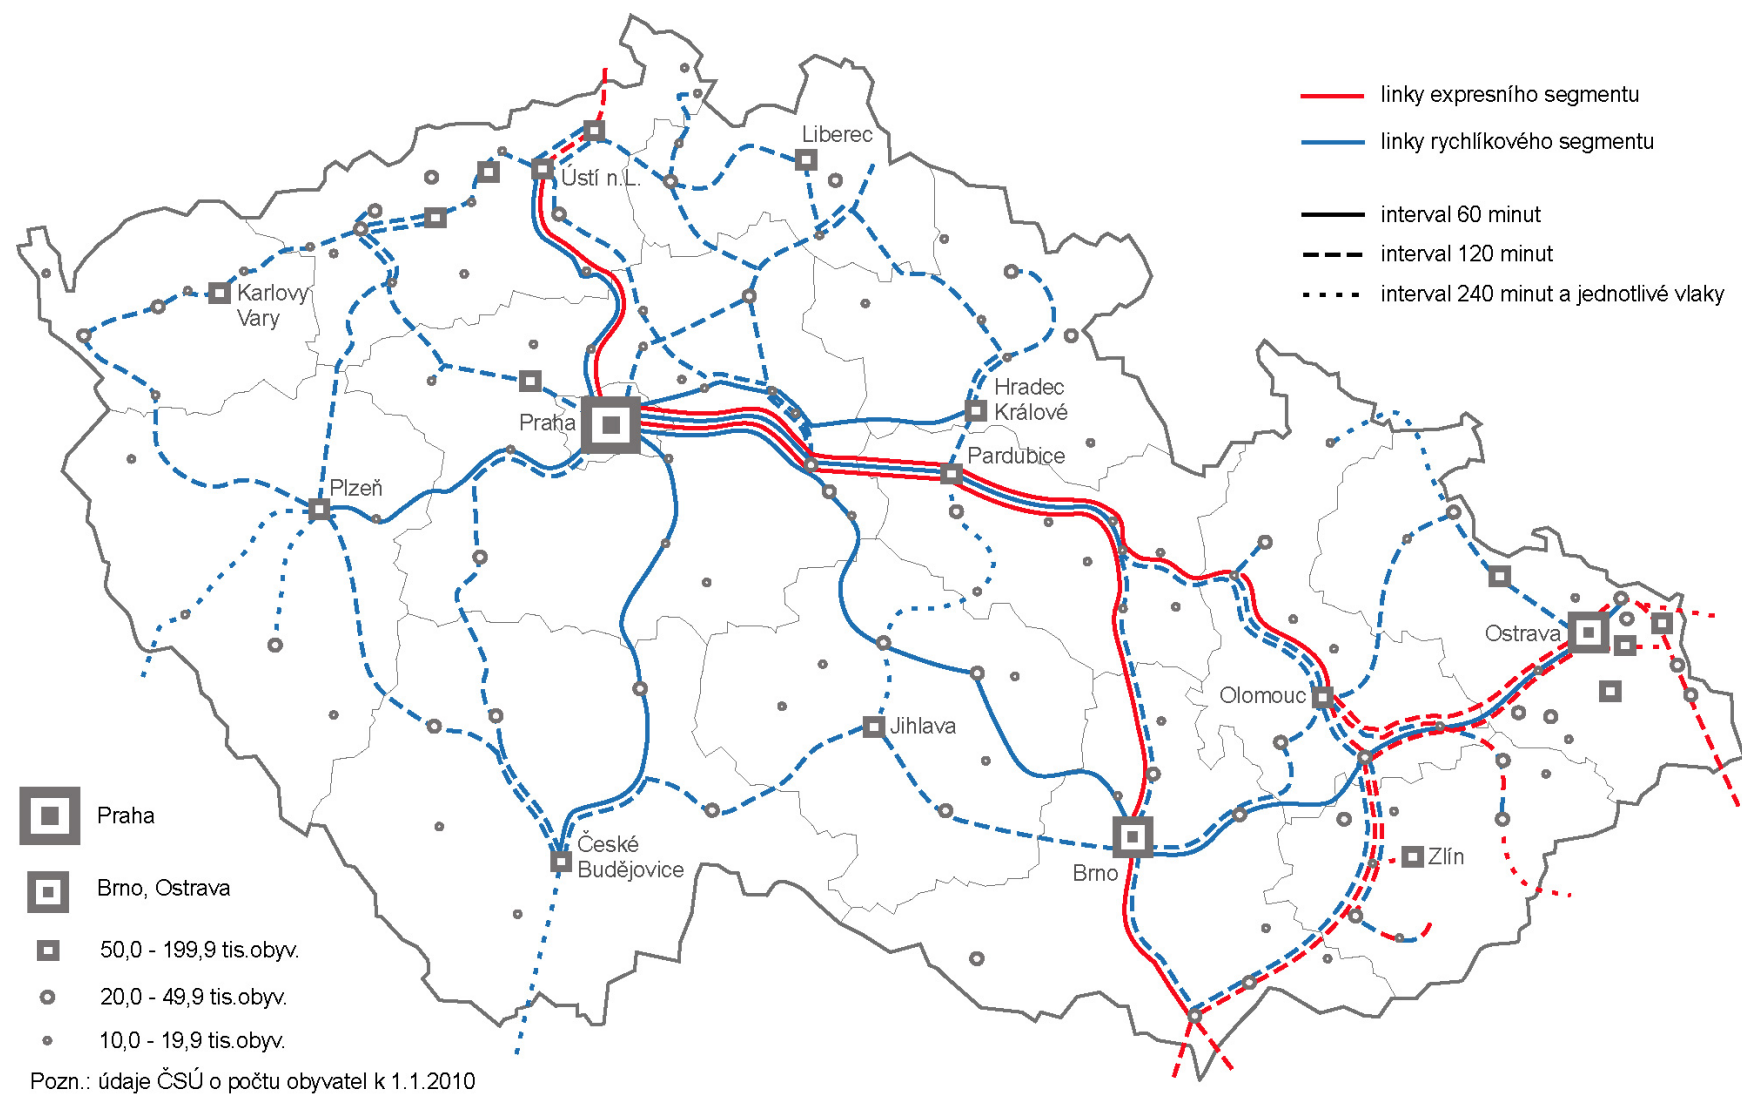 linky expresního segmentu
linky rychlíkového segmentu
interval 60 minut
interval 120 minut
interval 240 minut a jednotlivé vlaky
Liberec
Ústí n.L.
Karlovy
Vary
Hradec
Králové
Praha
Pardubice
Plzeň
Ostrava
Olomouc
Jihlava
České
Budějovice
Zlín
Brno
Praha
Brno, Ostrava
50,0 - 199,9 tis.obyv.
20,0 - 49,9 tis.obyv.
10,0 - 19,9 tis.obyv.
Pozn.: údaje ČSÚ o počtu obyvatel k 1.1.2010